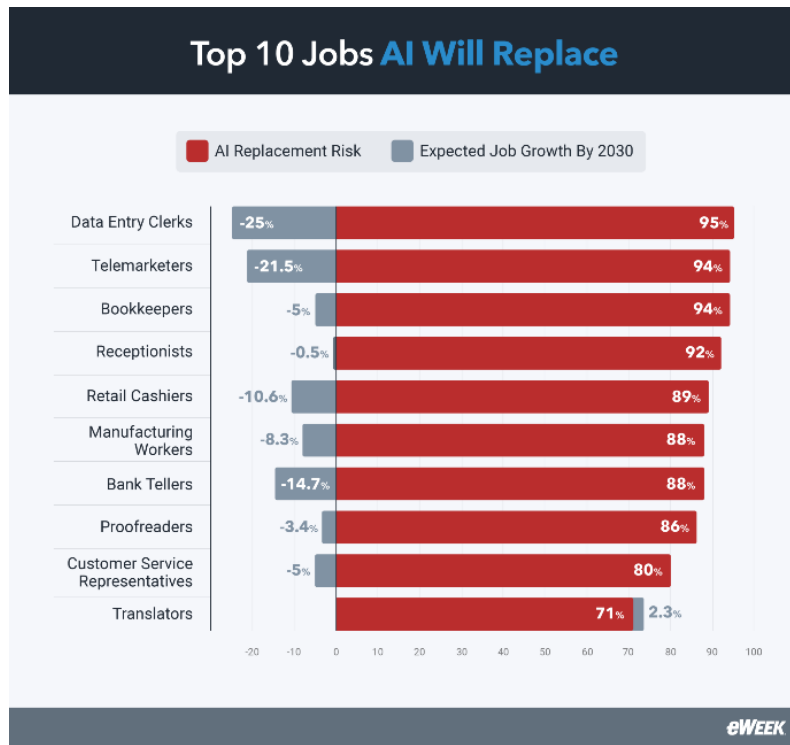 Top 10 Jobs AI Will Replace
AI Replacement Risk
Expected Job Growth By 2030
Data Entry Clerks
-25%
95%
Telemarketers
-21.5%
94%
Bookkeepers
-5%
94%
Receptionists
-0.5%
92%
Retail Cashiers
-10.6%
89%
Manufacturing
Workers
-8.3%
88%
Bank Tellers
-14.7%
88%
Proofreaders
-3.4%
86%
Customer Service
Representatives
-5%
80%
Translators
71%
2.3%
-20 -10 0 10 20 30 40 50 60 70 80 90 100
eWEEK